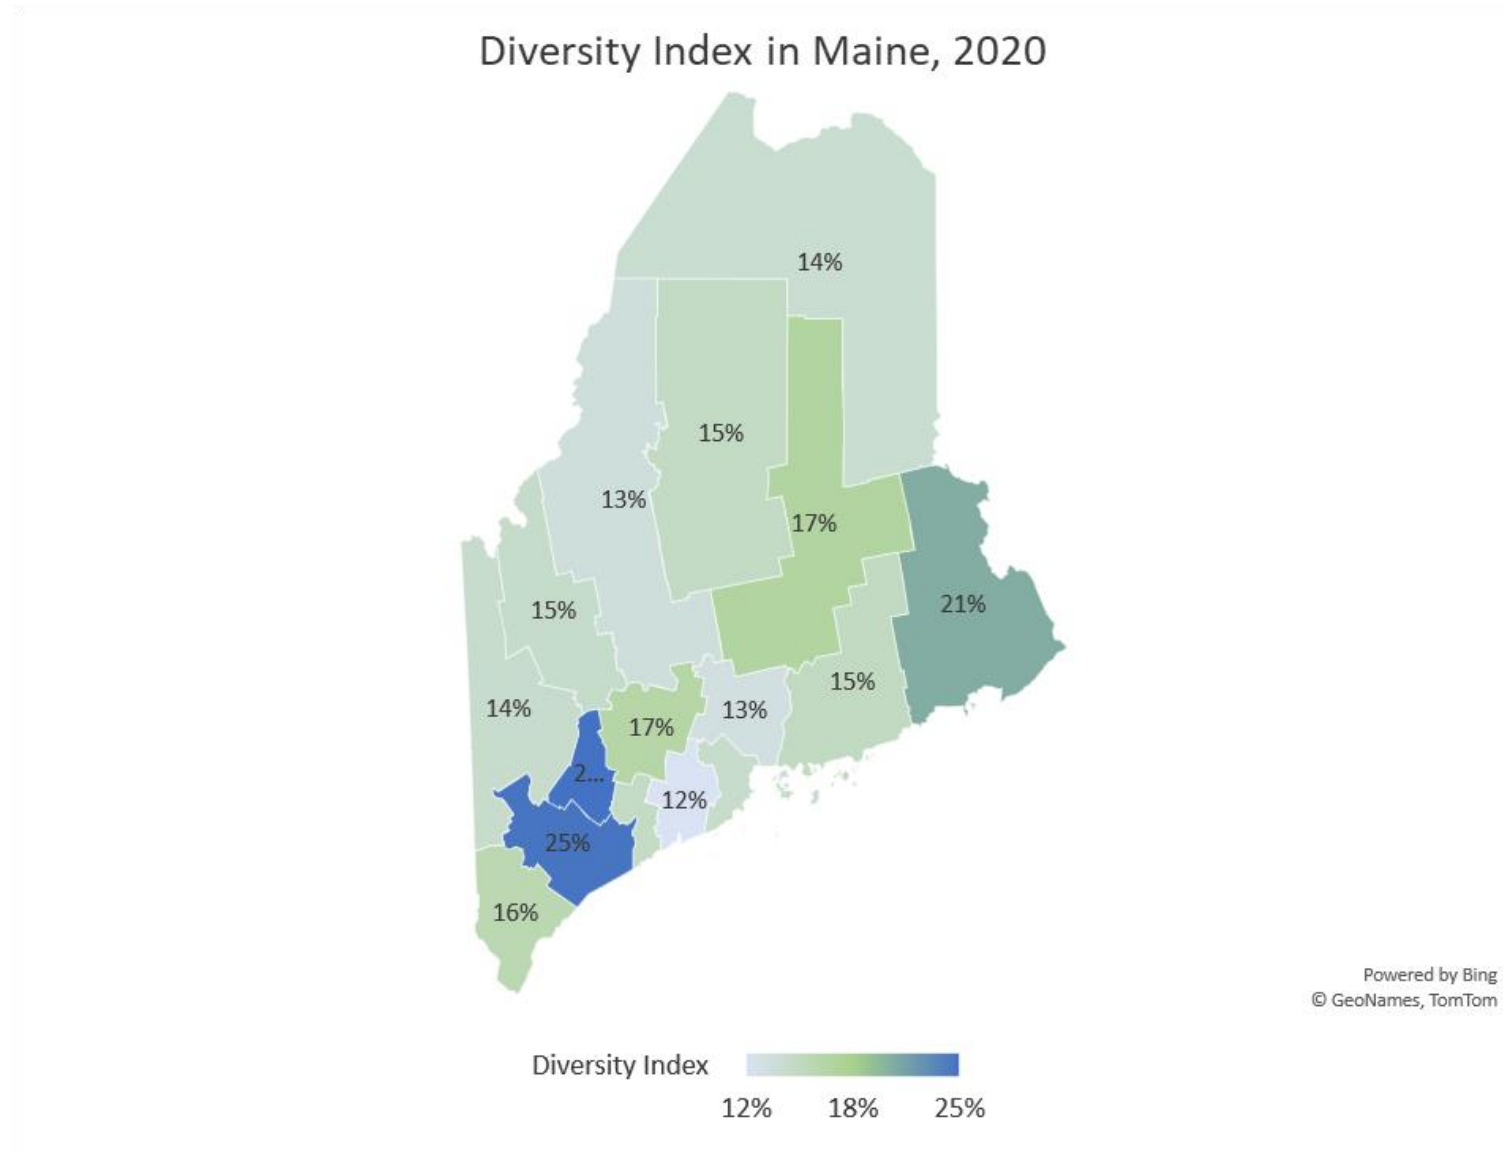 Diversity Index in Maine, 2020
14%
15%
13%
17%
21%
15%
15%
14%
13%
17%
2...
12%
25%
16%
Powered by Bing
© GeoNames, TomTom
Diversity Index
12% 18% 25%